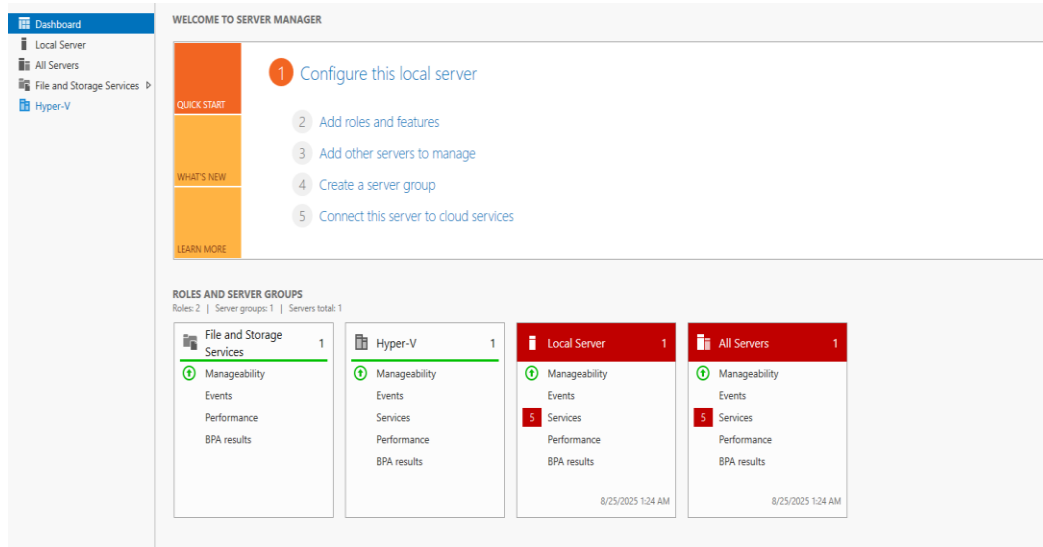 Dashboard
Local Server
All Servers
File and Storage Services
Hyper-V
WELCOME TO SERVER MANAGER
QUICK START
WHAT'S NEW
LEARN MORE
1 Configure this local server
2 Add roles and features
3 Add other servers to manage
4 Create a server group
5 Connect this server to cloud services
ROLES AND SERVER GROUPS
Roles: 2 | Server groups: 1 | Servers total: 1
File and Storage
Services 1
Manageability
Events
Performance
BPA results
Hyper-V 1
Manageability
Events
Services
Performance
BPA results
Local Server 1
Manageability
Events
5 Services
Performance
BPA results
8/25/2025 1:24 AM
All Servers 1
Manageability
Events
5 Services
Performance
BPA results
8/25/2025 1:24 AM